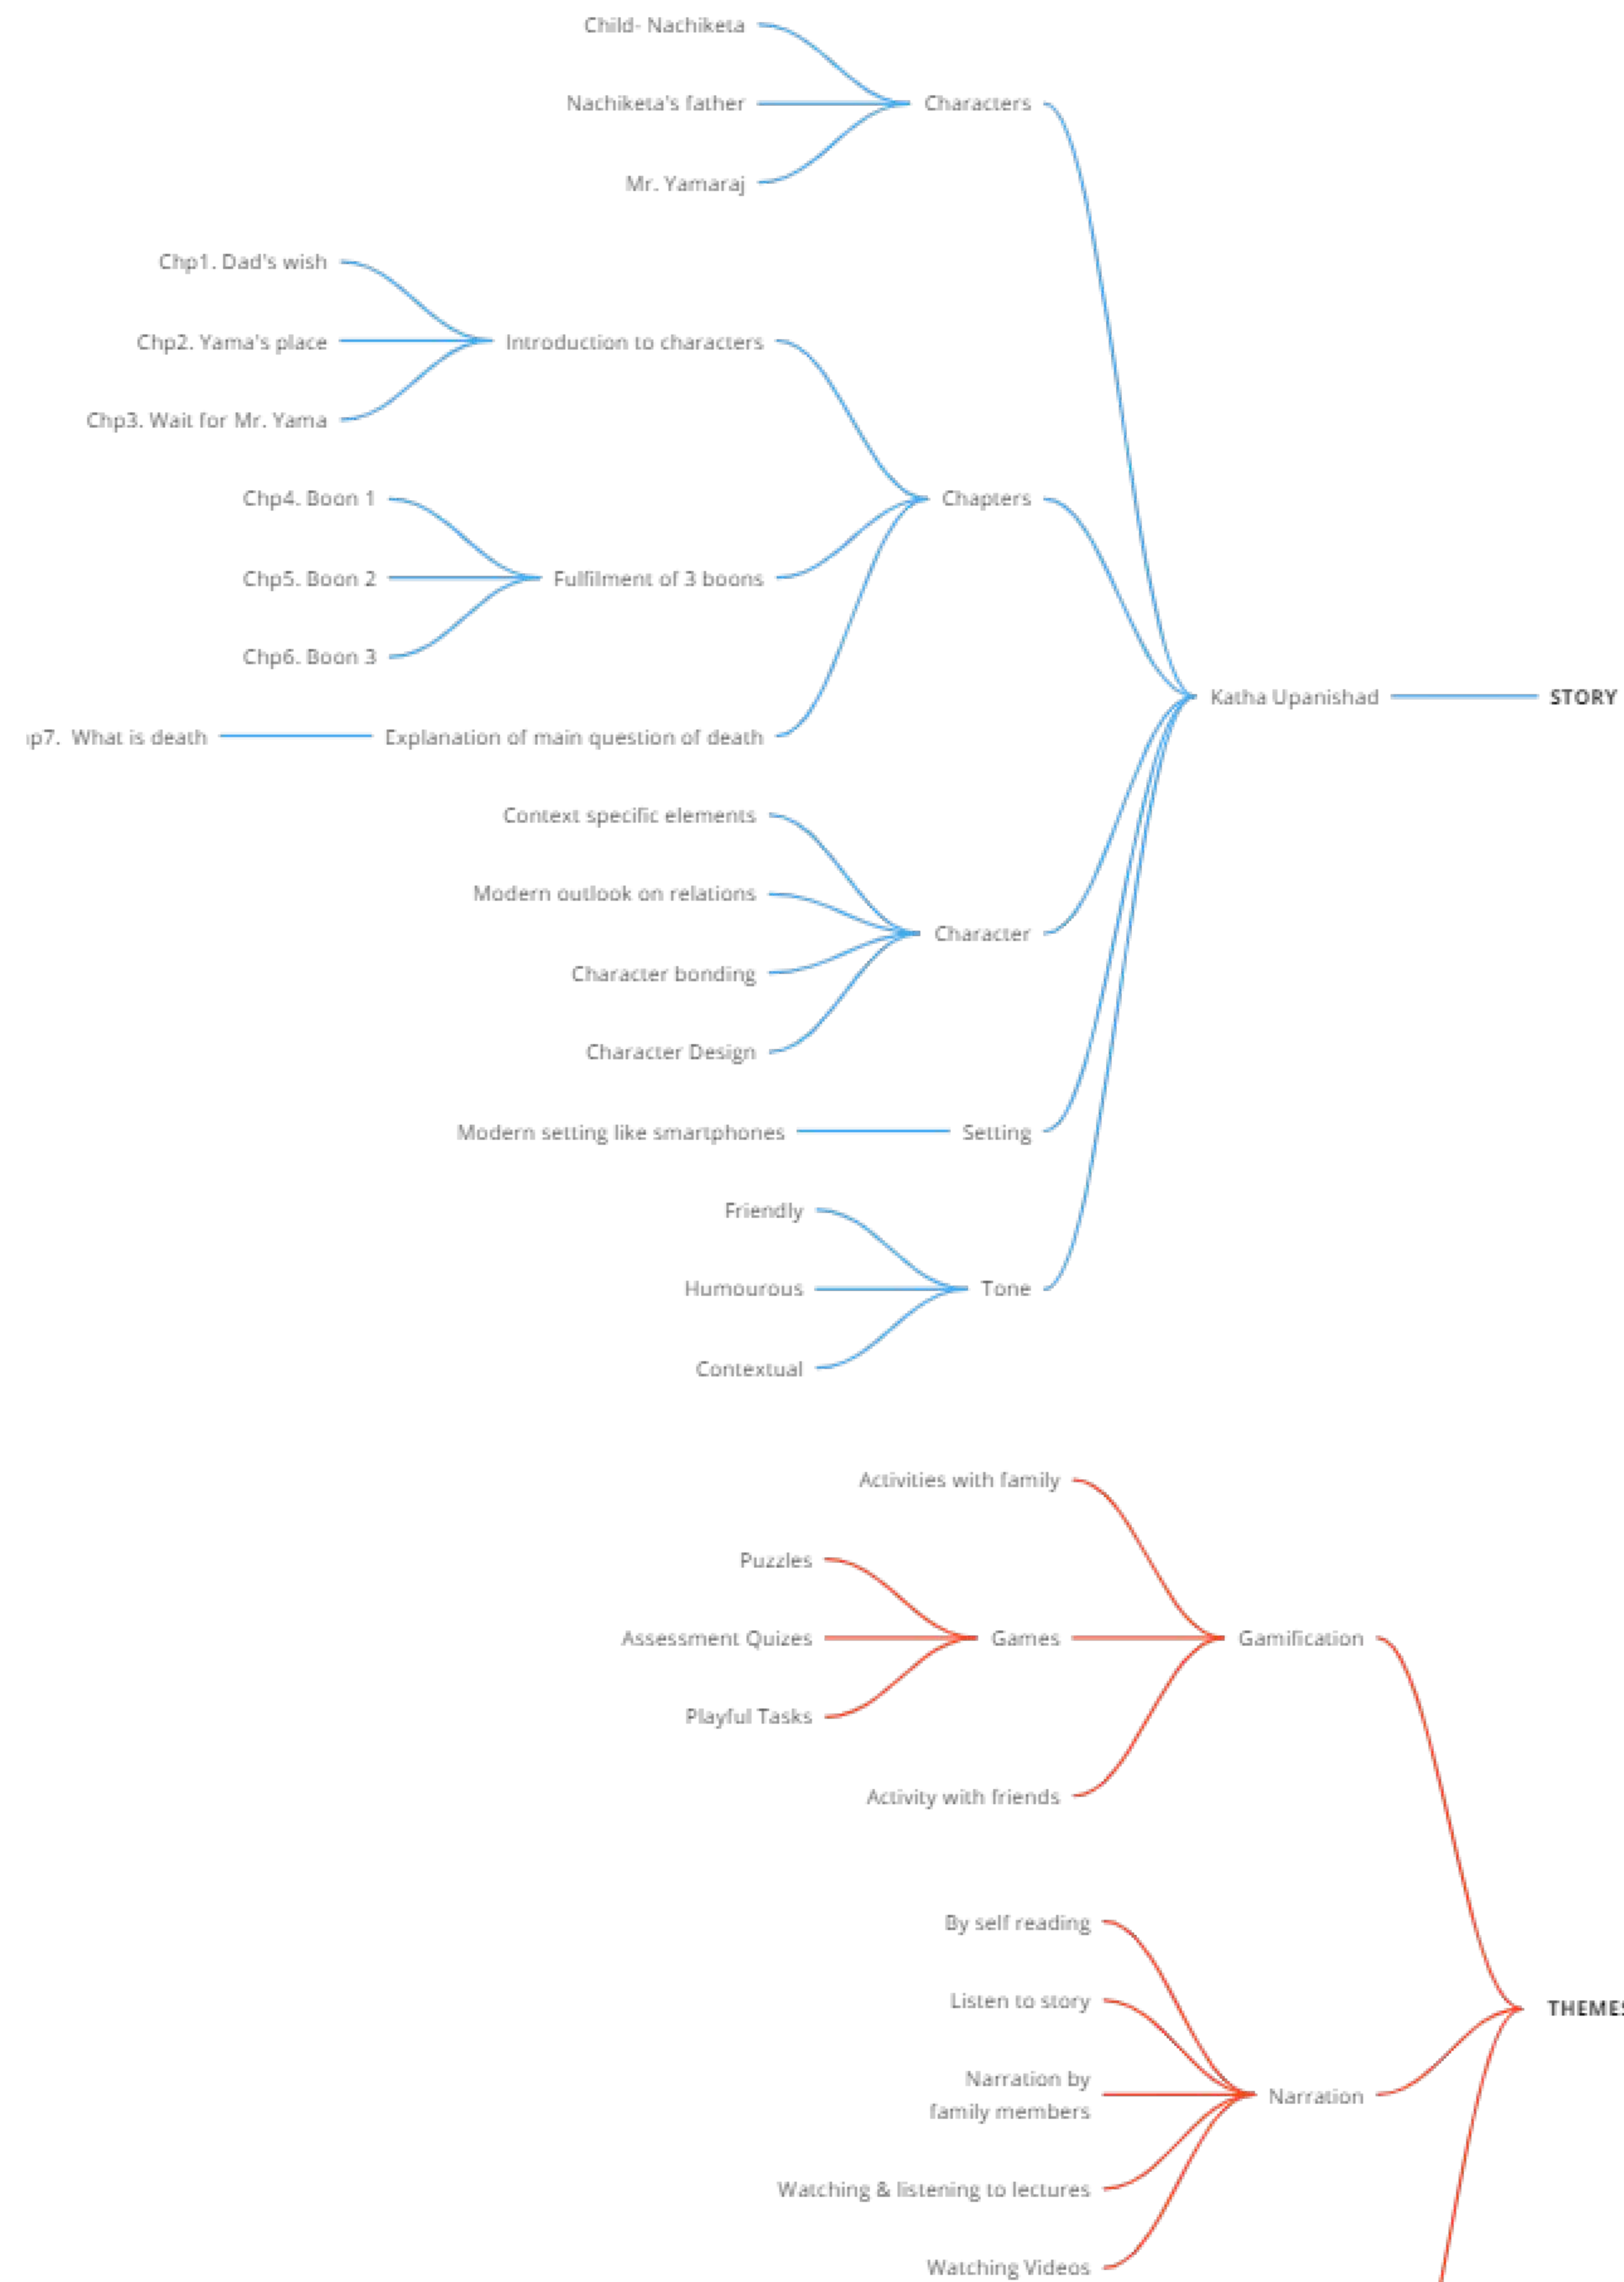 Child- Nachiketa
Nachiketa's father
Characters
Mr. Yamaraj
Chp1. Dad's wish
Chp2. Yama's place
Introduction to characters
Chp3. Wait for Mr. Yama
Chp4. Boon 1
Chapters
Chp5. Boon 2
Fulfilment of 3 boons
Chp6. Boon 3
Katha Upanishad
STORY
p7. What is death
Explanation of main question of death
Context specific elements
Modern outlook on relations
Character
Character bonding
Character Design
Modern setting like smartphones
Setting
Friendly
Humourous
Tone
Contextual
Activities with family
Puzzles
Assessment Quizes
Games
Gamification
Playful Tasks
Activity with friends
By self reading
Listen to story
THEMES
Narration by
family members
Narration
Watching & listening to lectures
Watching Videos